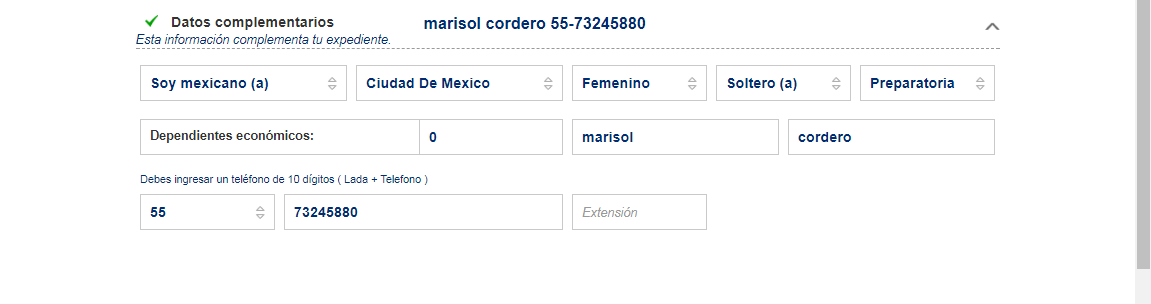 Datos complementarios marisol cordero 55-73245880
Esta información complementa tu expediente.
Soy mexicano (a) Ciudad De Mexico Femenino Soltero (a) Preparatoria
Dependientes económicos: 0 marisol cordero
Debes ingresar un teléfono de 10 dígitos ( Lada + Telefono )
55 73245880 Extensión